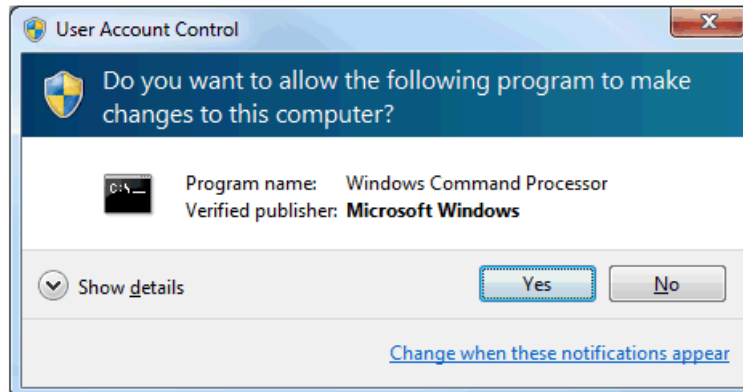 User Account Control
Do you want to allow the following program to make
changes to this computer?
C:\_
Program name: Windows Command Processor
Verified publisher: Microsoft Windows
Show details
Yes
No
Change when these notifications appear